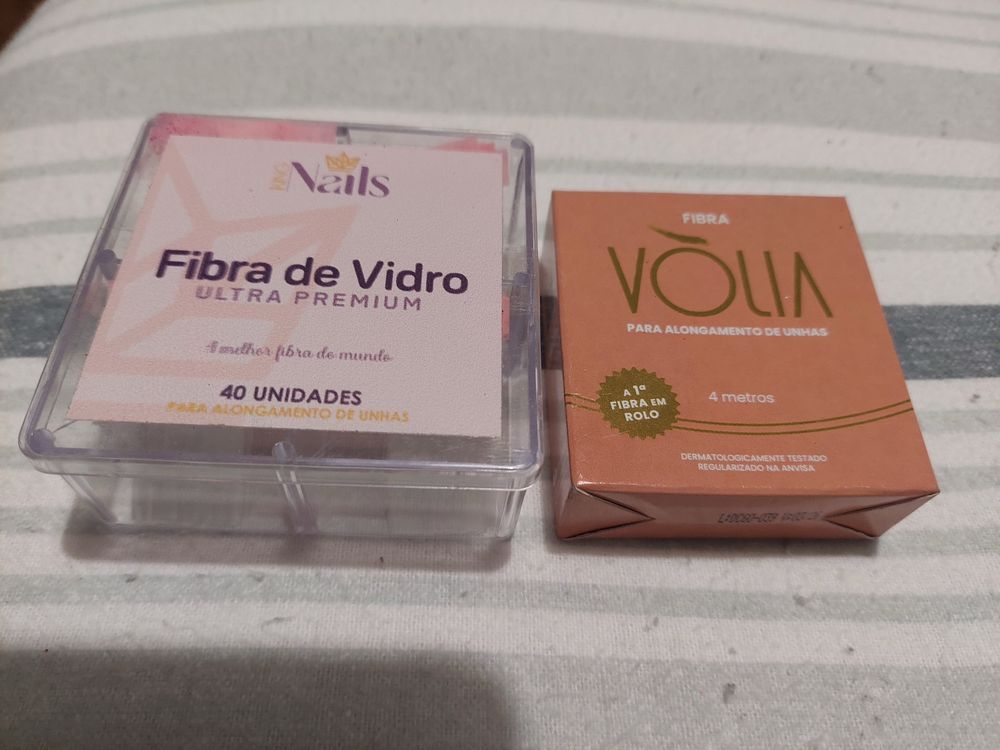 KING Nails
Fibra de Vidro
ULTRA PREMIUM
A melhor fibra do mundo
40 UNIDADES
PARA ALONGAMENTO DE UNHAS
FIBRA
VÒLIA
PARA ALONGAMENTO DE UNHAS
A 1ª
FIBRA EM
ROLO
4 metros
DERMATOLOGICAMENTE TESTADO
REGULARIZADO NA ANVISA